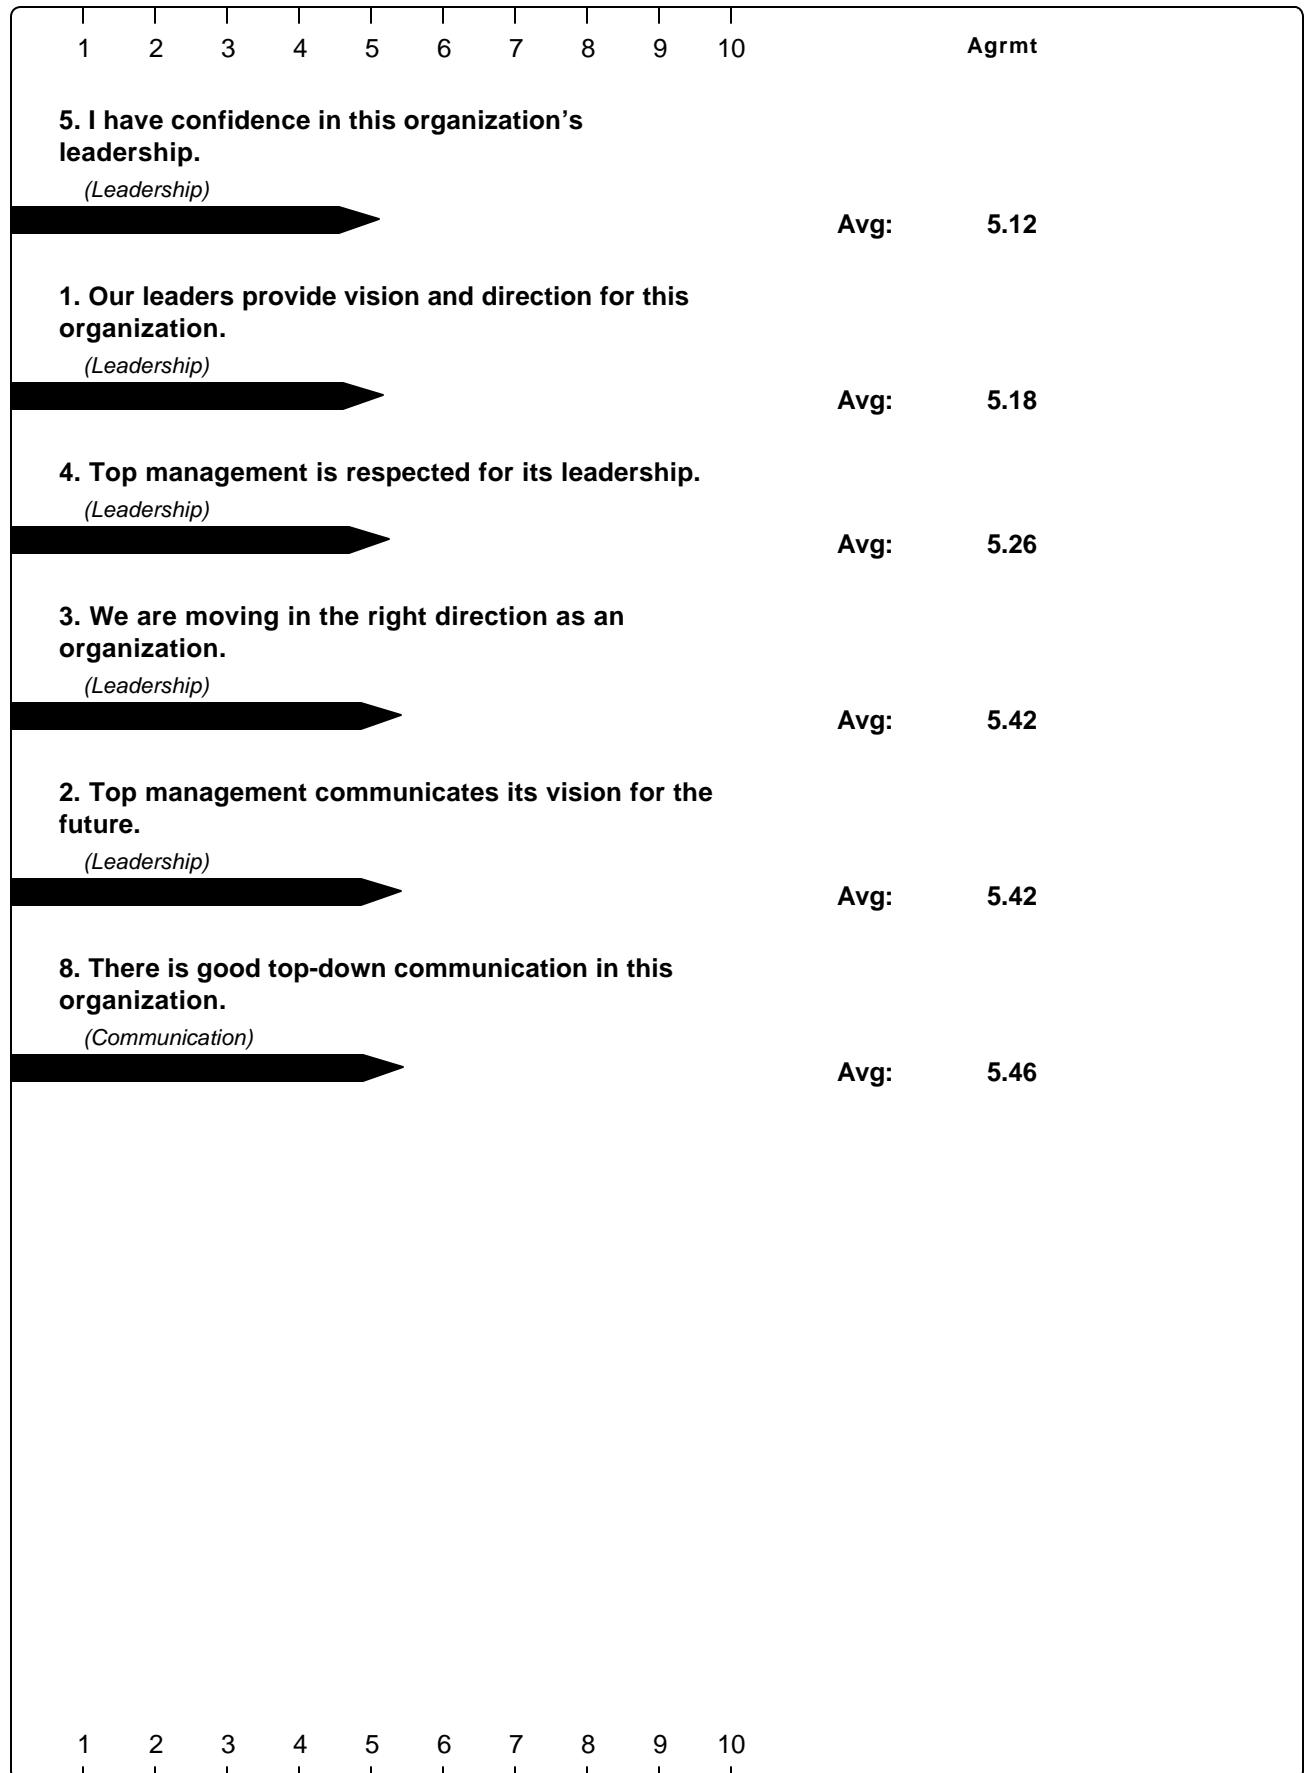 1 2 3 4 5 6 7 8 9 10 Agrmt
5. I have confidence in this organization’s
leadership.
(Leadership)
Avg: 5.12
1. Our leaders provide vision and direction for this
organization.
(Leadership)
Avg: 5.18
4. Top management is respected for its leadership.
(Leadership)
Avg: 5.26
3. We are moving in the right direction as an
organization.
(Leadership)
Avg: 5.42
2. Top management communicates its vision for the
future.
(Leadership)
Avg: 5.42
8. There is good top-down communication in this
organization.
(Communication)
Avg: 5.46
1 2 3 4 5 6 7 8 9 10